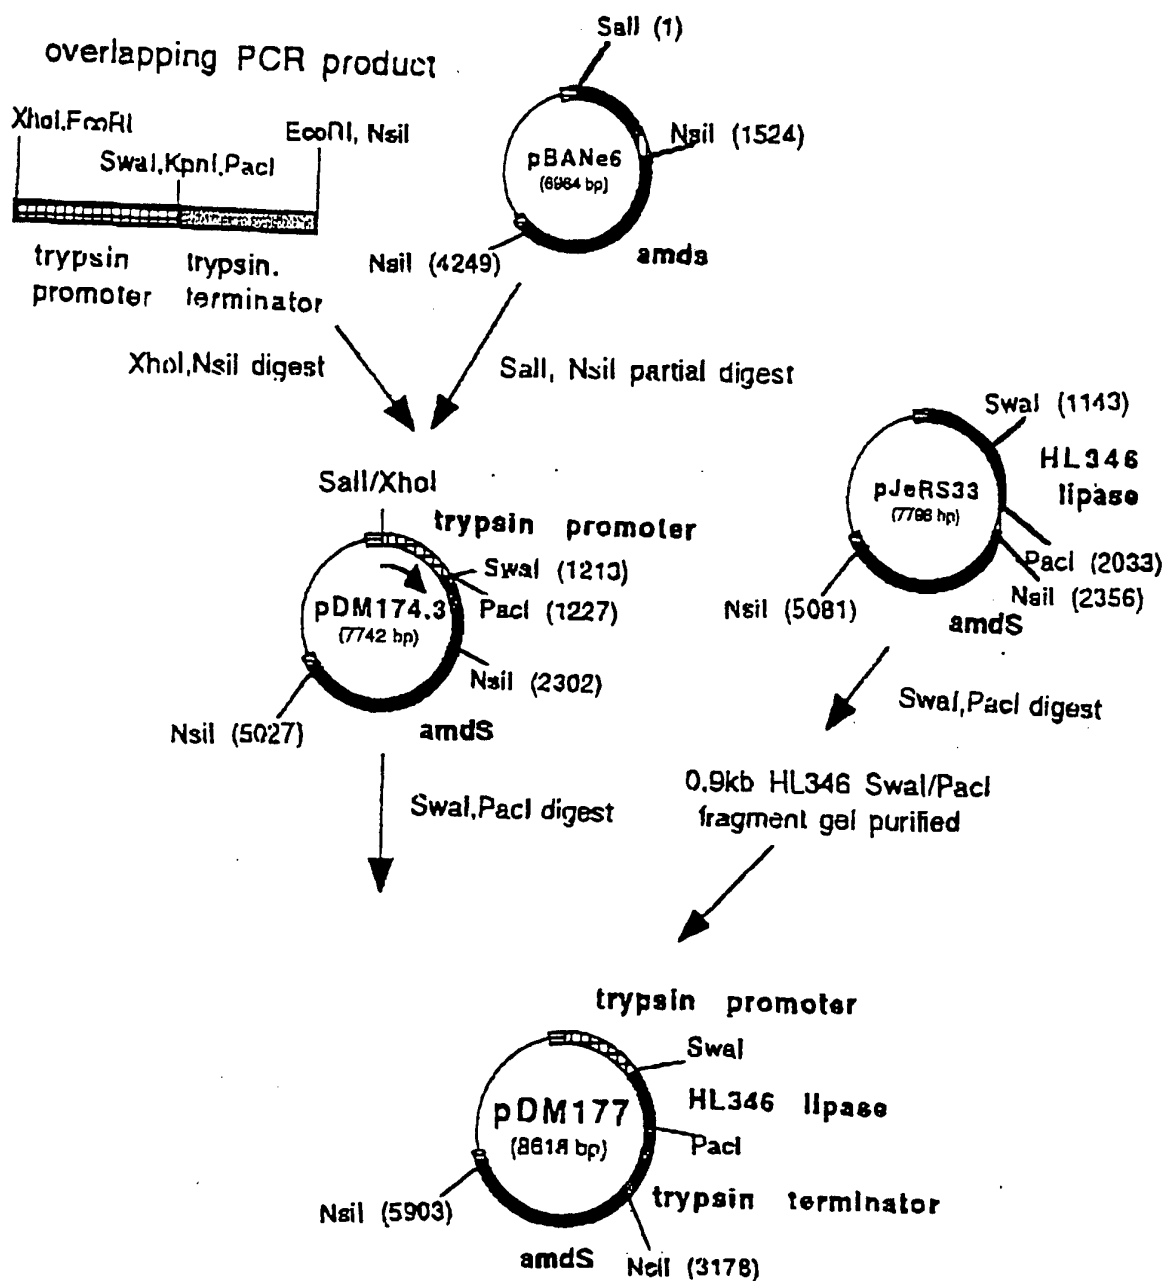 overlapping PCR product
XhoI,EcoRI
EcoRI, NsiI
SwaI,KpnI,PacI
trypsin
promoter
trypsin.
terminator
SalI (1)
NsiI (1524)
pBANe6
(6964 bp)
NsiI (4249)
amds
XhoI,NsiI digest
SalI, NsiI partial digest
SalI/XhoI
trypsin promoter
SwaI (1213)
PacI (1227)
pDM174.3
(7742 bp)
NsiI (2302)
NsiI (5027)
amdS
SwaI (1143)
HL346
lipase
pJeRS33
(7796 bp)
PacI (2033)
NsiI (2356)
NsiI (5081)
amdS
SwaI,PacI digest
SwaI,PacI digest
0.9kb HL346 SwaI/PacI
fragment gel purified
trypsin promoter
SwaI
HL346 lipase
pDM177
(8618 bp)
PacI
trypsin terminator
NsiI (5903)
amdS
NsiI (3178)